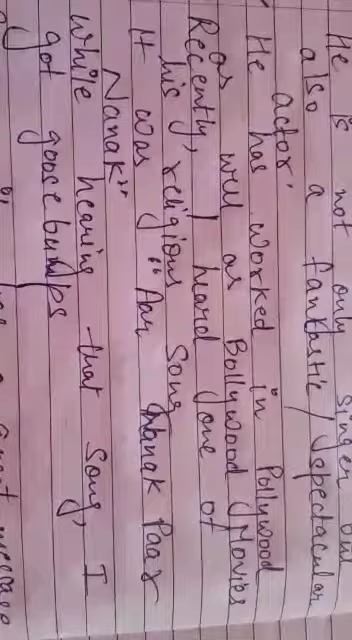 He is not only singer but
also a fantastic/spectacular
actor.
He has worked in Pollywood
as well as Bollywood Movies
Recently, I heard one of
his religious Song
It was "Aar Nanak Paar
Nanak"
while hearing that Song, I
got goosebumps
a great message